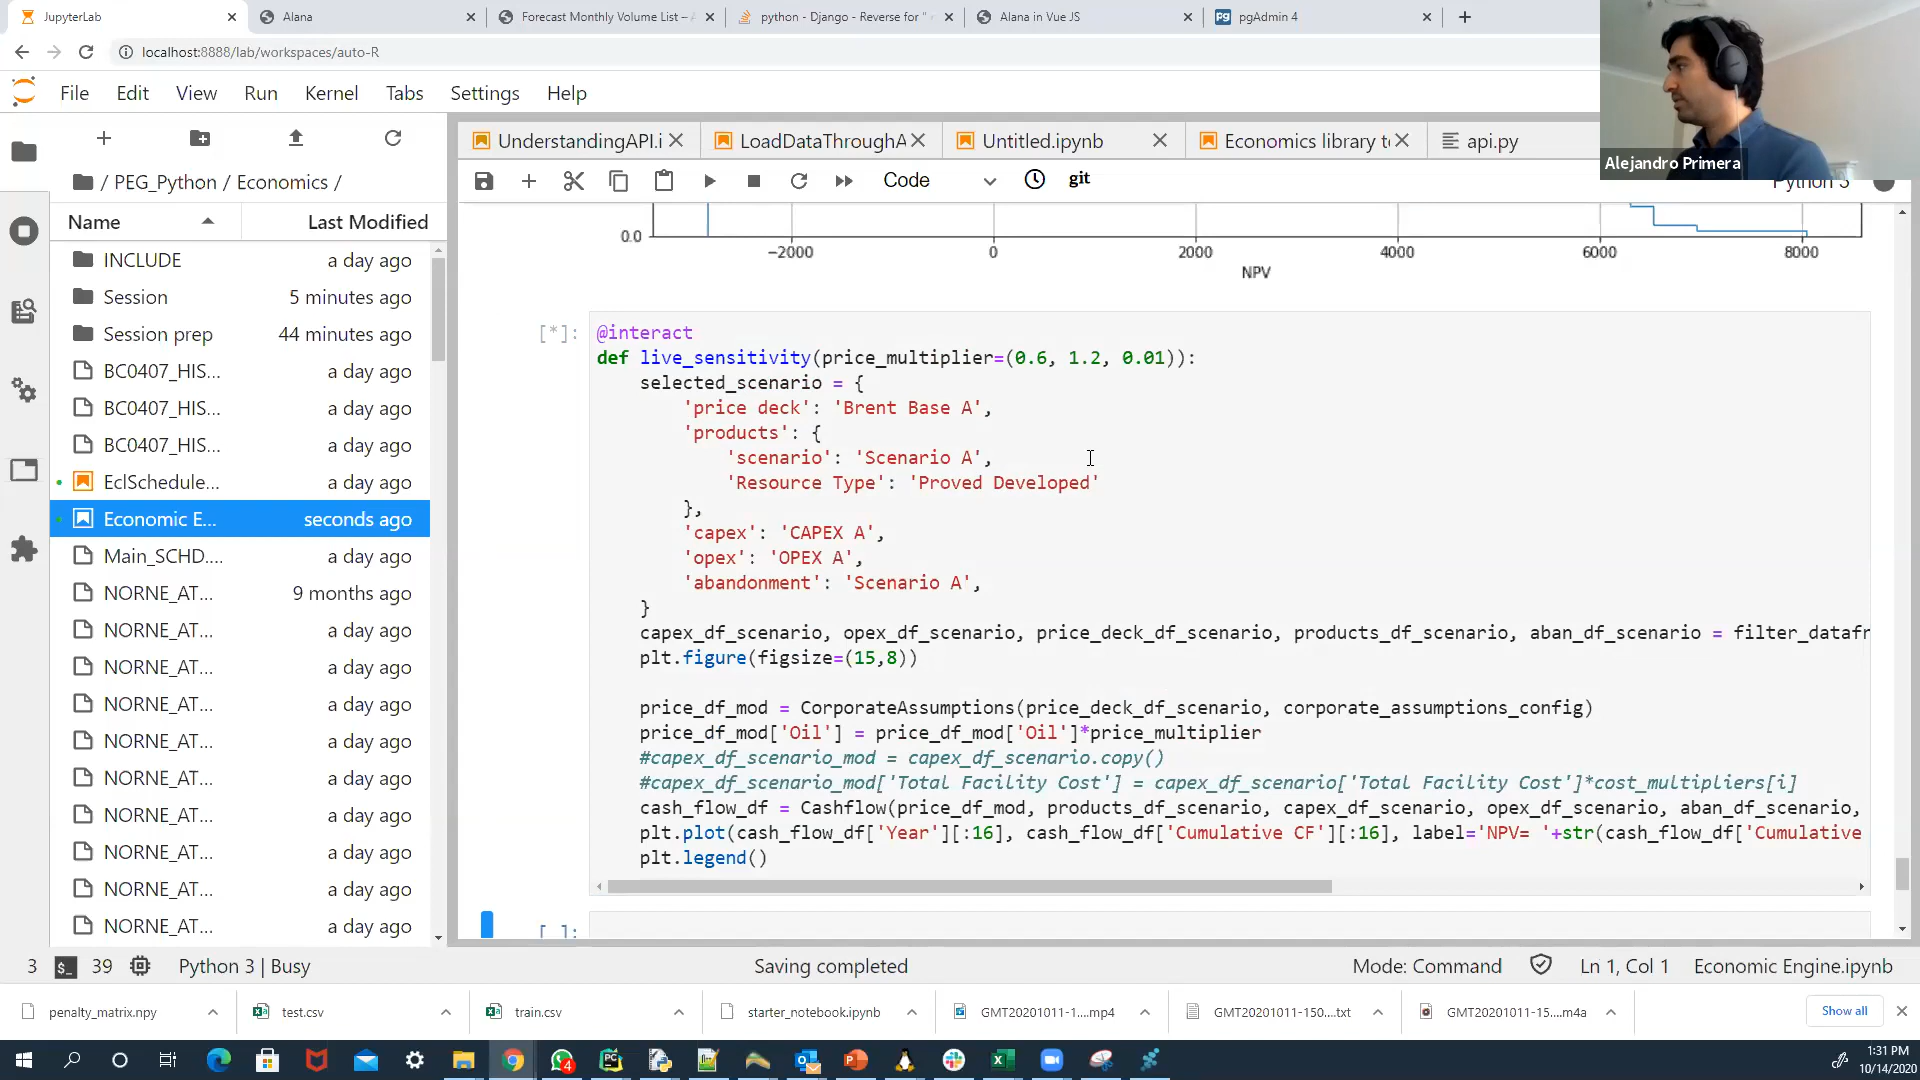 JupyterLab
Alana
Forecast Monthly Volume List –
python - Django - Reverse for "
Alana in Vue JS
pgAdmin 4
localhost:8888/lab/workspaces/auto-R
File Edit View Run Kernel Tabs Settings Help
Alejandro Primera
UnderstandingAPI.i
LoadDataThroughA
Untitled.ipynb
Economics library t
api.py
Code
git
Python 3
/ PEG_Python / Economics /
Name Last Modified
INCLUDE a day ago
Session 5 minutes ago
Session prep 44 minutes ago
BC0407_HIS... a day ago
BC0407_HIS... a day ago
BC0407_HIS... a day ago
EclSchedule... a day ago
Economic E... seconds ago
Main_SCHD.... a day ago
NORNE_AT... 9 months ago
NORNE_AT... a day ago
NORNE_AT... a day ago
NORNE_AT... a day ago
NORNE_AT... a day ago
NORNE_AT... a day ago
NORNE_AT... a day ago
NORNE_AT... a day ago
NORNE_AT... a day ago
NORNE_AT... a day ago
0.0
−2000 0 2000 4000 6000 8000
NPV
[*]:
@interact
def live_sensitivity(price_multiplier=(0.6, 1.2, 0.01)):
selected_scenario = {
'price deck': 'Brent Base A',
'products': {
'scenario': 'Scenario A',
'Resource Type': 'Proved Developed'
},
'capex': 'CAPEX A',
'opex': 'OPEX A',
'abandonment': 'Scenario A',
}
capex_df_scenario, opex_df_scenario, price_deck_df_scenario, products_df_scenario, aban_df_scenario = filter_datafr
plt.figure(figsize=(15,8))
price_df_mod = CorporateAssumptions(price_deck_df_scenario, corporate_assumptions_config)
price_df_mod['Oil'] = price_df_mod['Oil']*price_multiplier
#capex_df_scenario_mod = capex_df_scenario.copy()
#capex_df_scenario_mod['Total Facility Cost'] = capex_df_scenario['Total Facility Cost']*cost_multipliers[i]
cash_flow_df = Cashflow(price_df_mod, products_df_scenario, capex_df_scenario, opex_df_scenario, aban_df_scenario,
plt.plot(cash_flow_df['Year'][:16], cash_flow_df['Cumulative CF'][:16], label='NPV= '+str(cash_flow_df['Cumulative
plt.legend()
[ ]:
3 39 Python 3 | Busy Saving completed Mode: Command Ln 1, Col 1 Economic Engine.ipynb
penalty_matrix.npy
test.csv
train.csv
starter_notebook.ipynb
GMT20201011-1....mp4
GMT20201011-150....txt
GMT20201011-15....m4a
Show all
4
1:31 PM
10/14/2020